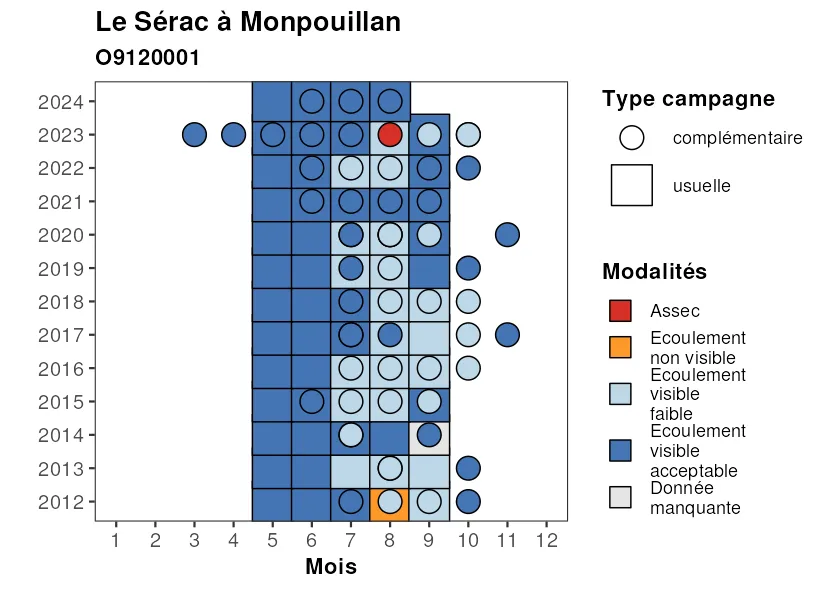 Le Sérac à Monpouillan
O9120001
2024
2023
2022
2021
2020
2019
2018
2017
2016
2015
2014
2013
2012
1 2 3 4 5 6 7 8 9 10 11 12
Mois
Type campagne
complémentaire
usuelle
Modalités
Assec
Ecoulement
non visible
Ecoulement
visible
faible
Ecoulement
visible
acceptable
Donnée
manquante